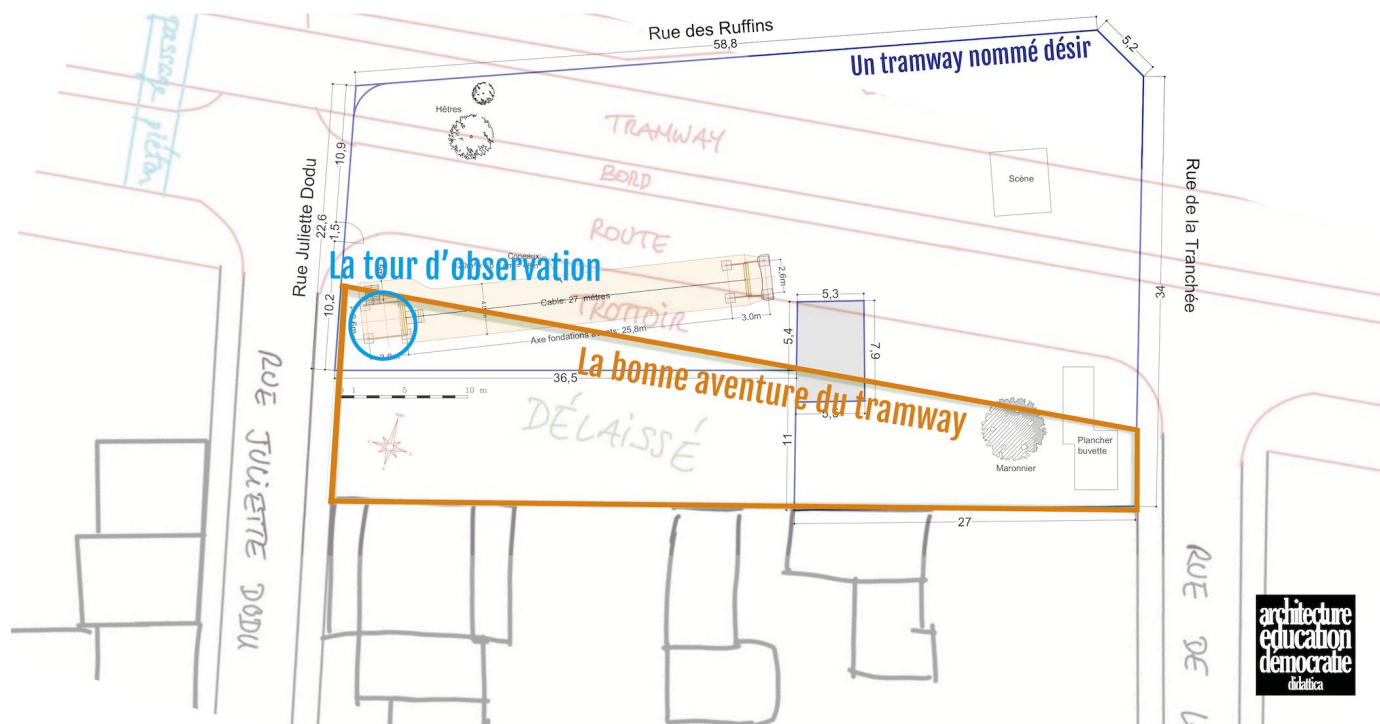 Rue des Ruffins
58,8
5,2
Un tramway nommé désir
passage piéton
Hêtres
TRAMWAY
BORD
ROUTE
TROTTOIR
Scène
Rue Juliette Dodu
22,6
10,9
1,5
10,2
Rue de la Tranchée
34
La tour d'observation
Copeaux:
Cable: 27 mètres
2,6m
3.0m
Axe fondations avants: 25,8m
5,3
5,4
7,9
36,5
La bonne aventure du tramway
0 1 5 10 m
DÉLAISSÉ
11
Maronnier
Plancher
buvette
27
RUE JULIETTE DODU
RUE DE L
architecture
éducation
démocratie
didattica